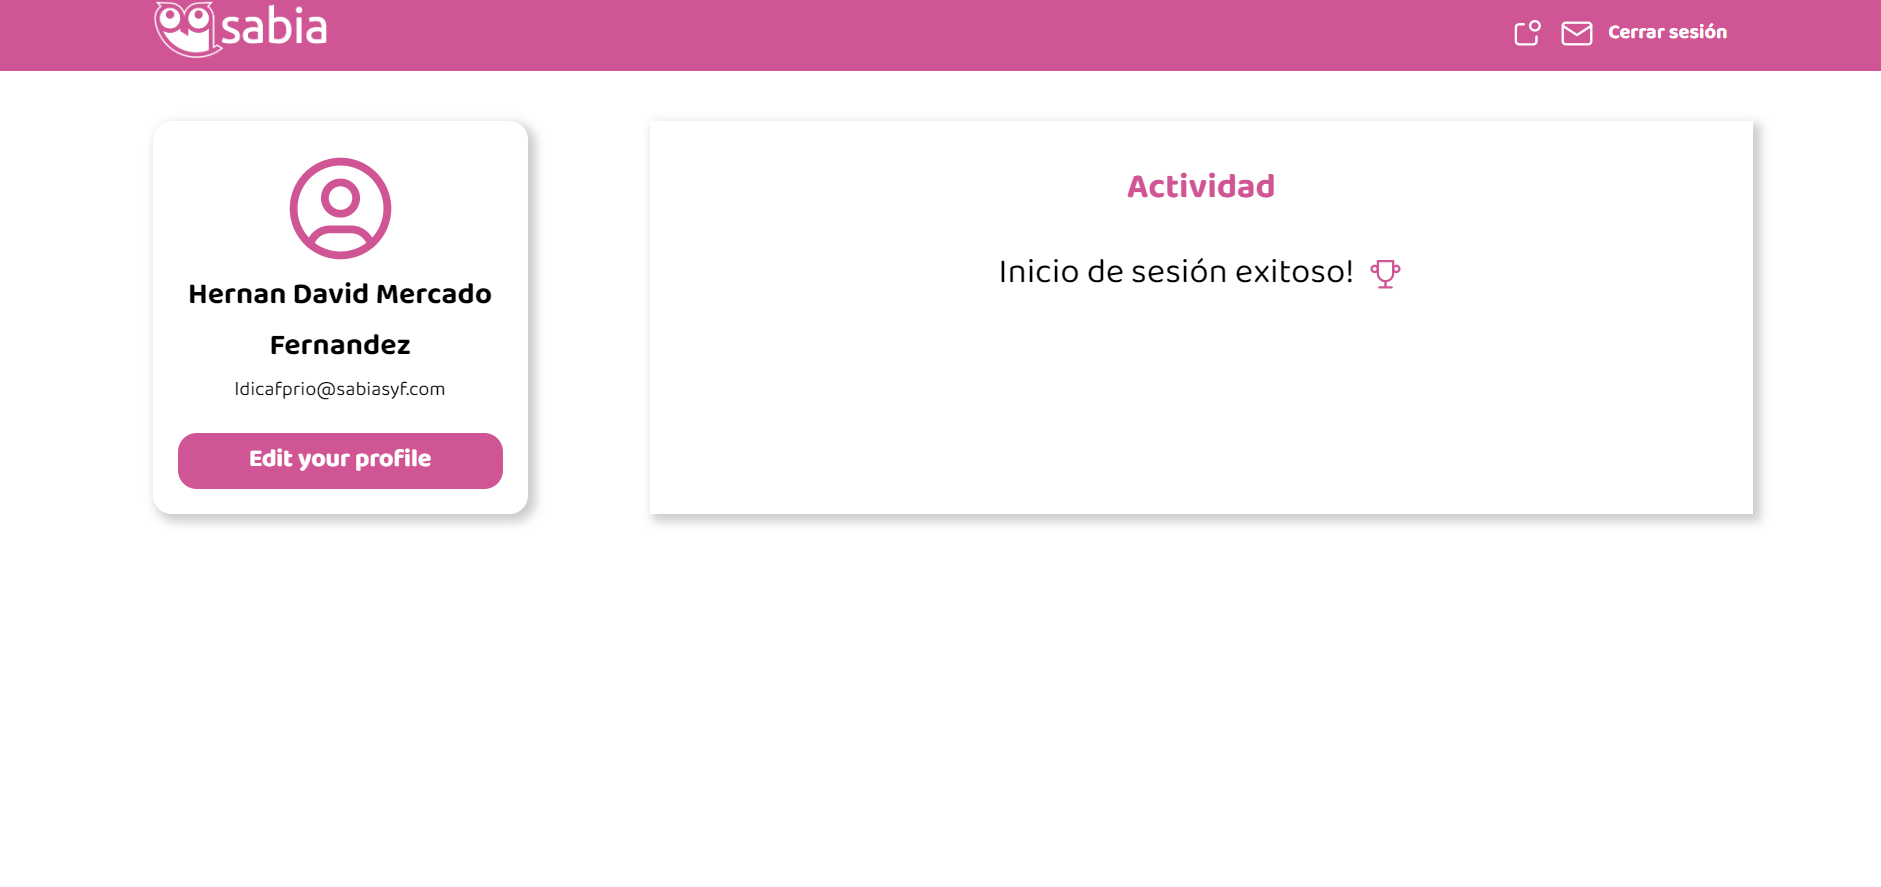 sabia
Cerrar sesión
Hernan David Mercado
Fernandez
ldicafprio@sabiasyf.com
Edit your profile
Actividad
Inicio de sesión exitoso!